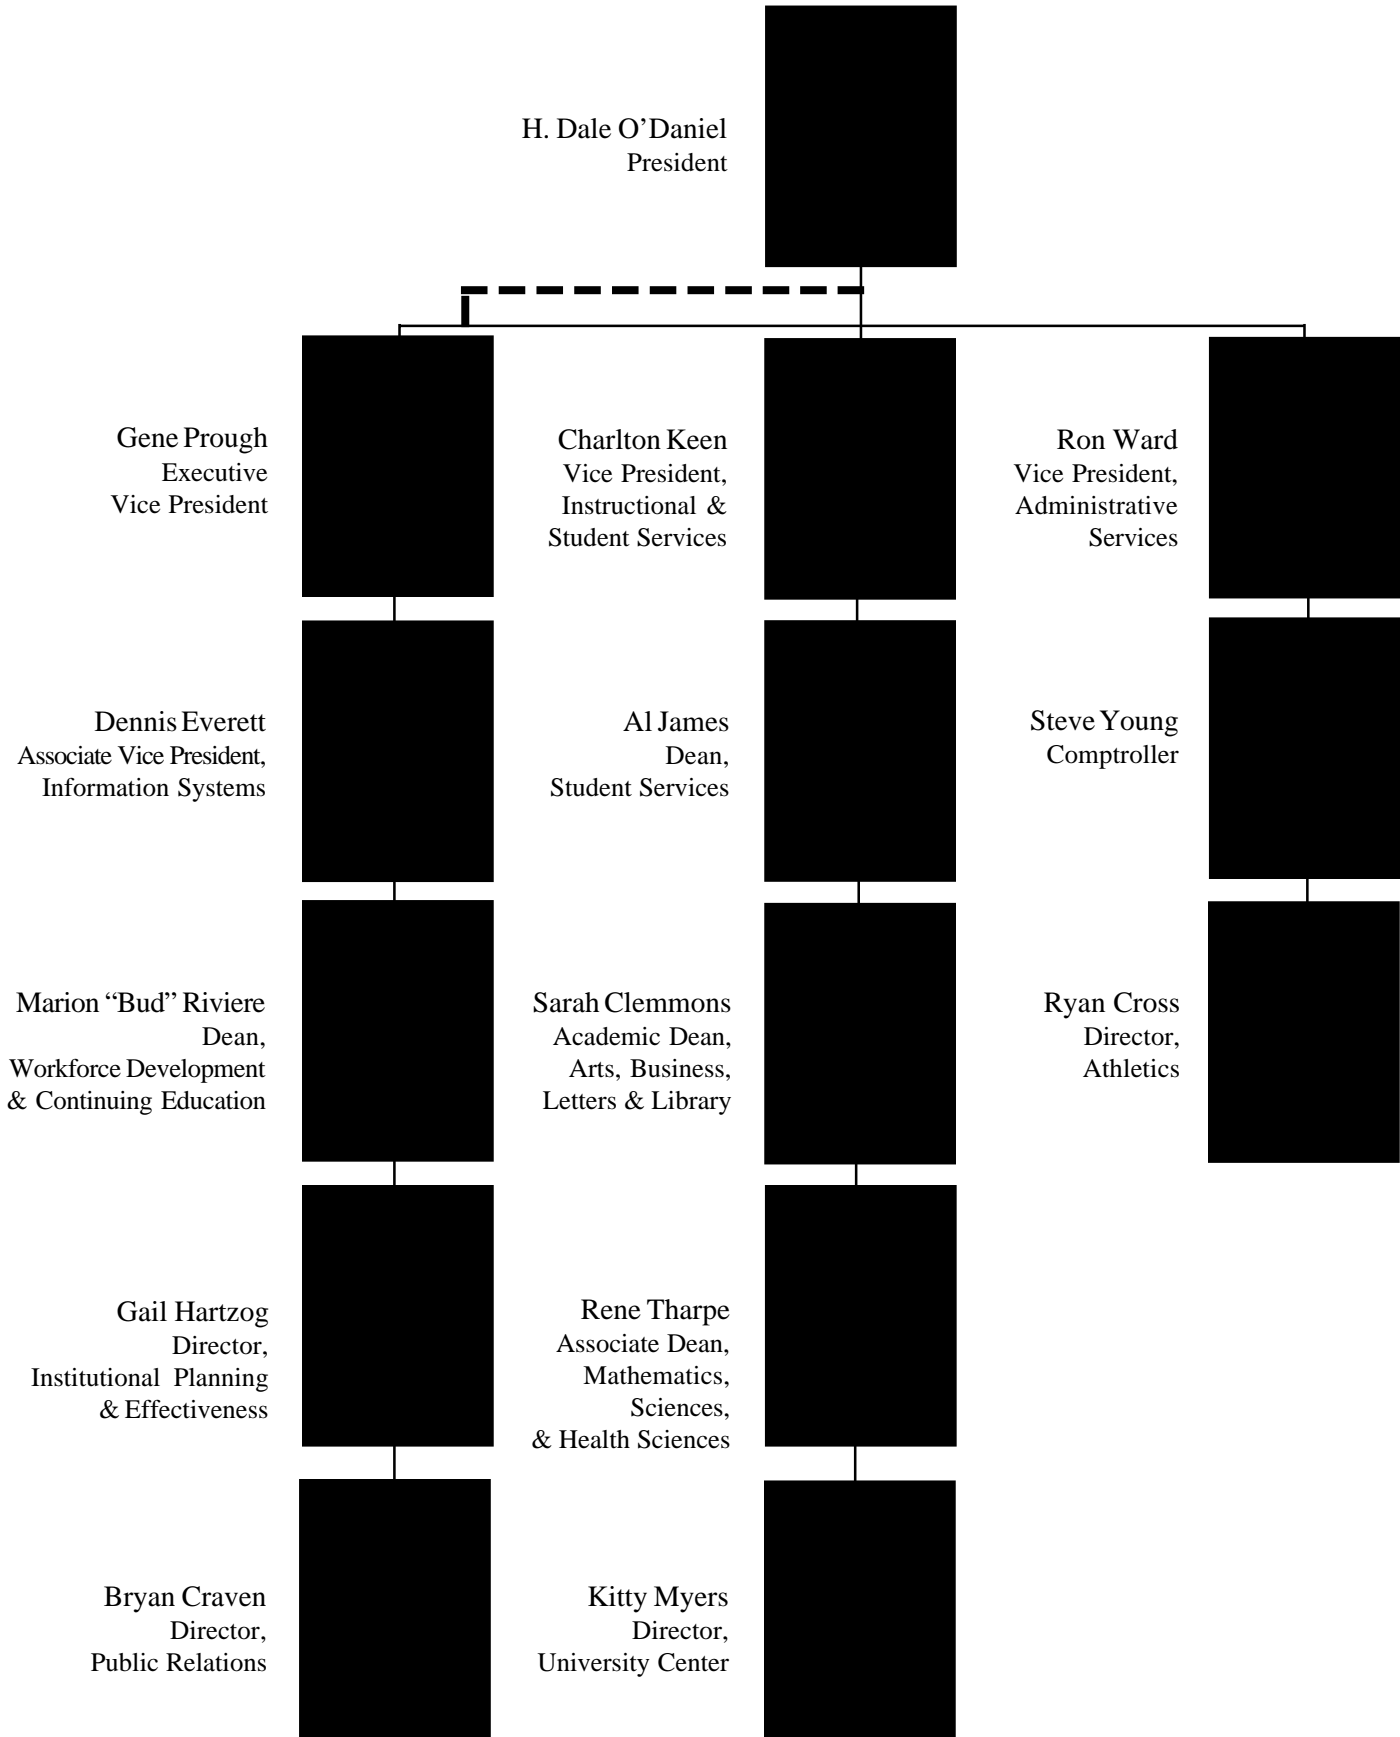 H. Dale O’Daniel
President
Gene Prough
Executive
Vice President
Charlton Keen
Vice President,
Instructional &
Student Services
Ron Ward
Vice President,
Administrative
Services
Dennis Everett
Associate Vice President,
Information Systems
Al James
Dean,
Student Services
Steve Young
Comptroller
Marion “Bud” Riviere
Dean,
Workforce Development
& Continuing Education
Sarah Clemmons
Academic Dean,
Arts, Business,
Letters & Library
Ryan Cross
Director,
Athletics
Gail Hartzog
Director,
Institutional Planning
& Effectiveness
Rene Tharpe
Associate Dean,
Mathematics,
Sciences,
& Health Sciences
Bryan Craven
Director,
Public Relations
Kitty Myers
Director,
University Center